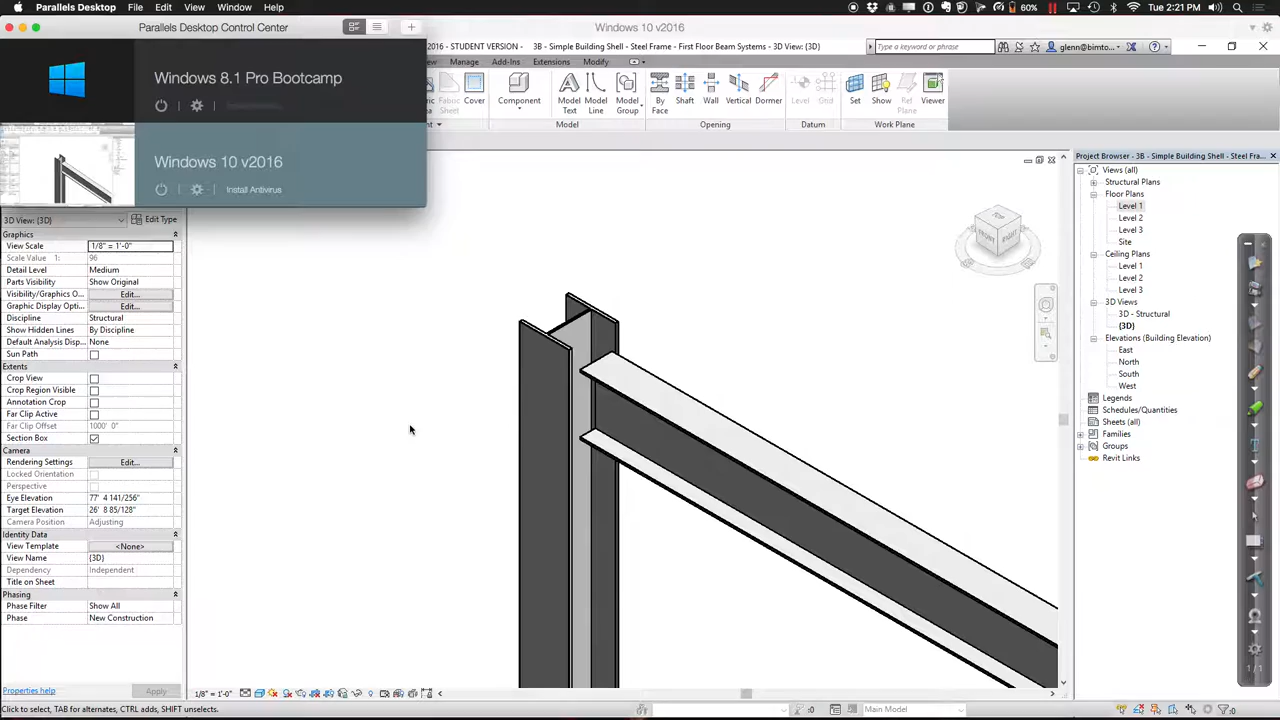 Parallels Desktop File Edit View Window Help
60% Tue 2:21 PM
Parallels Desktop Control Center
Windows 10 v2016
Windows 8.1 Pro Bootcamp
Windows 10 v2016
Install Antivirus
2016 - STUDENT VERSION - 3B - Simple Building Shell - Steel Frame - First Floor Beam Systems - 3D View: {3D}
Type a keyword or phrase
glenn@bimto...
Manage Add-Ins Extensions Modify
Cover
Component
Model Text
Model Line
Model Group
By Face
Shaft
Wall
Vertical
Dormer
Level
Grid
Set
Show
Ref Plane
Viewer
Model
Opening
Datum
Work Plane
3D View: {3D}
Edit Type
Graphics
View Scale 1/8" = 1'-0"
Scale Value 1: 96
Detail Level Medium
Parts Visibility Show Original
Visibility/Graphics O... Edit...
Graphic Display Opti... Edit...
Discipline Structural
Show Hidden Lines By Discipline
Default Analysis Disp... None
Sun Path
Extents
Crop View
Crop Region Visible
Annotation Crop
Far Clip Active
Far Clip Offset 1000' 0"
Section Box
Camera
Rendering Settings Edit...
Locked Orientation
Perspective
Eye Elevation 77' 4 141/256"
Target Elevation 26' 8 85/128"
Camera Position Adjusting
Identity Data
View Template <None>
View Name {3D}
Dependency Independent
Title on Sheet
Phasing
Phase Filter Show All
Phase New Construction
Properties help
Apply
TOP
FRONT
RIGHT
Project Browser - 3B - Simple Building Shell - Steel Fra...
Views (all)
Structural Plans
Floor Plans
Level 1
Level 2
Level 3
Site
Ceiling Plans
Level 1
Level 2
Level 3
3D Views
3D - Structural
{3D}
Elevations (Building Elevation)
East
North
South
West
Legends
Schedules/Quantities
Sheets (all)
Families
Groups
Revit Links
1/1
1/8" = 1'-0"
Click to select, TAB for alternates, CTRL adds, SHIFT unselects.
:0
Main Model
:0